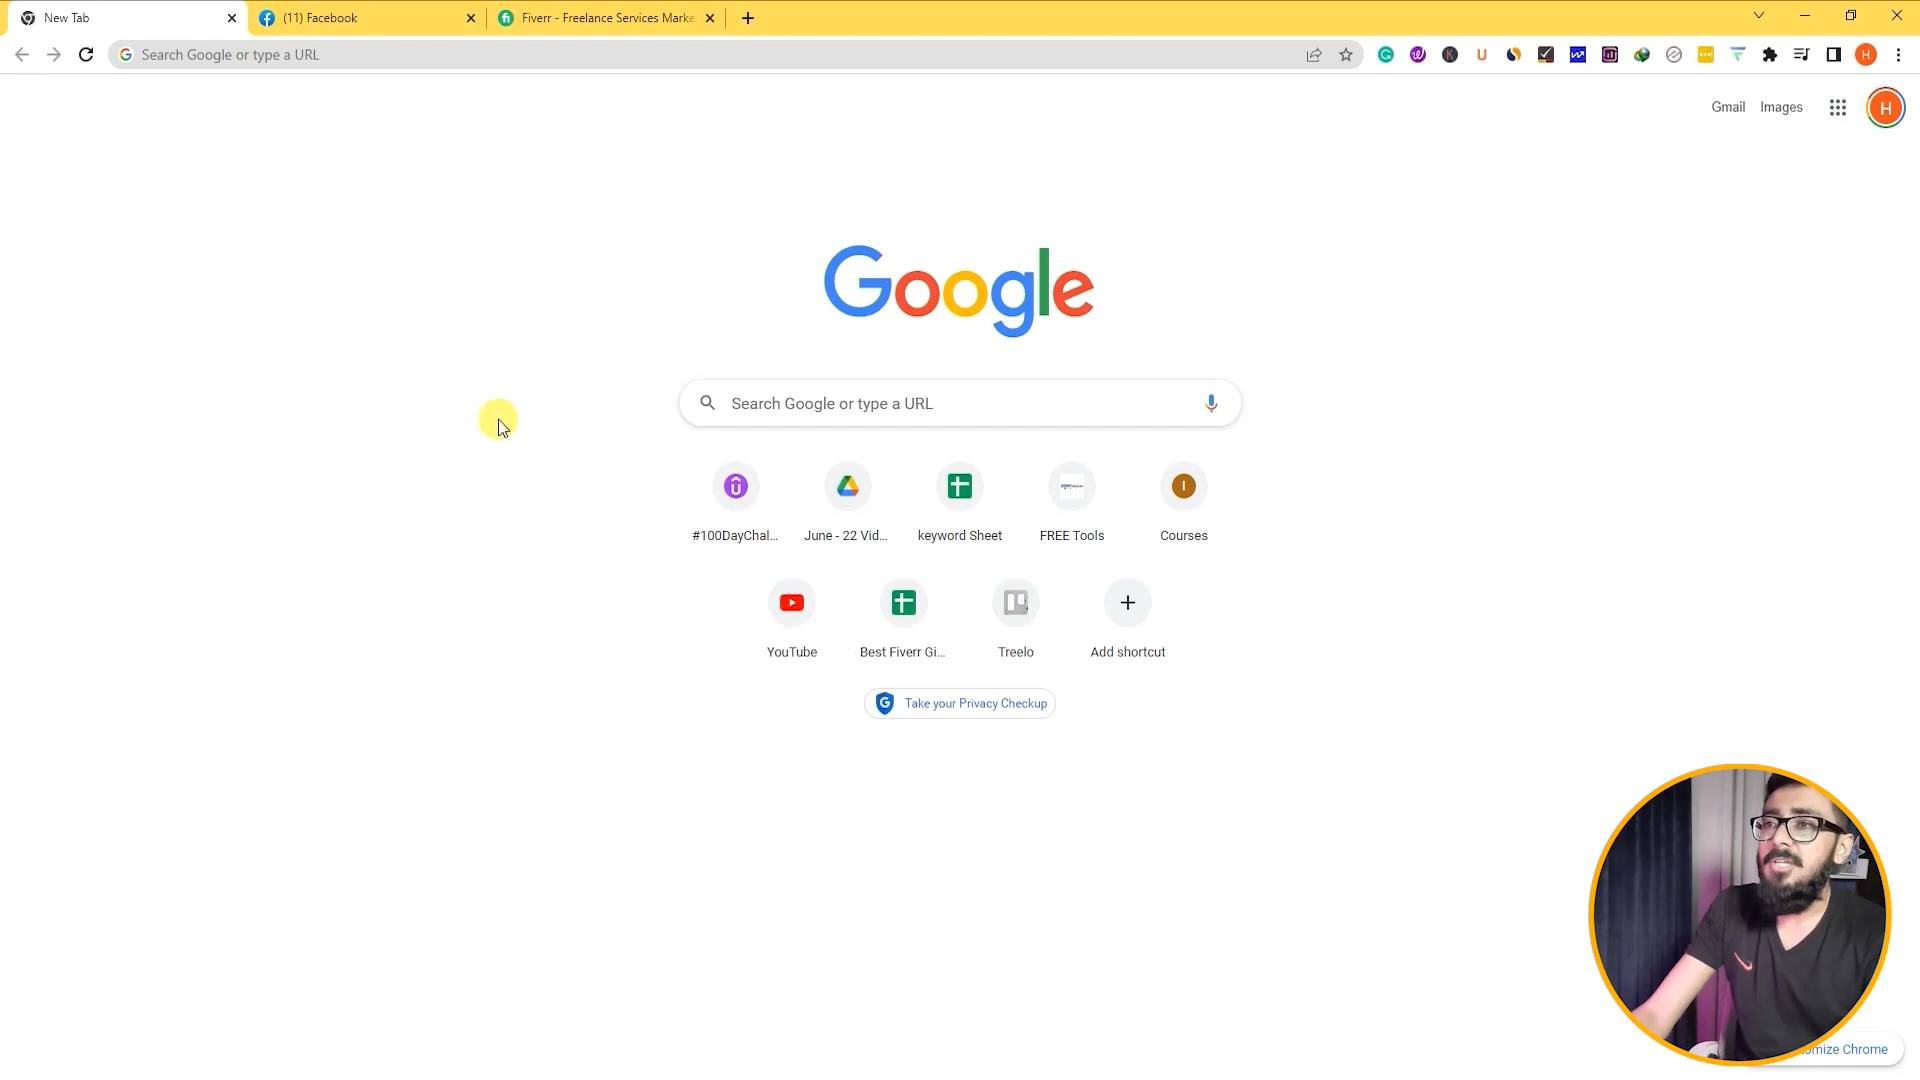 New Tab
(11) Facebook
Fiverr - Freelance Services Marke
Search Google or type a URL
H
Gmail
Images
H
Google
Search Google or type a URL
#100DayChal...
June - 22 Vid...
keyword Sheet
FREE Tools
Courses
YouTube
Best Fiverr Gi...
Treelo
Add shortcut
Take your Privacy Checkup
omize Chrome